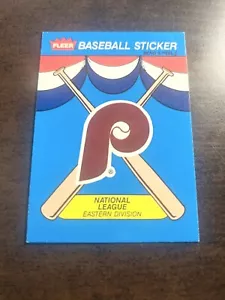 FLEER
BASEBALL STICKER
P
NATIONAL
LEAGUE
EASTERN DIVISION